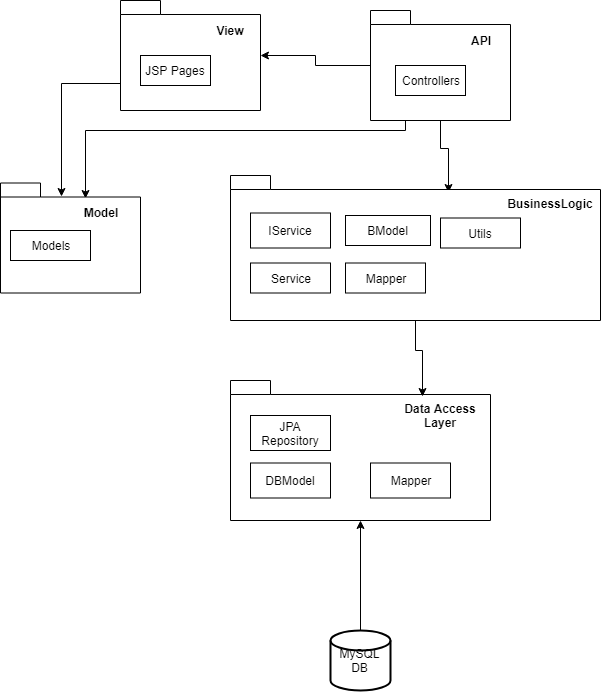 View
JSP Pages
API
Controllers
Model
Models
BusinessLogic
IService
BModel
Utils
Service
Mapper
Data Access
Layer
JPA
Repository
DBModel
Mapper
MySQL
DB